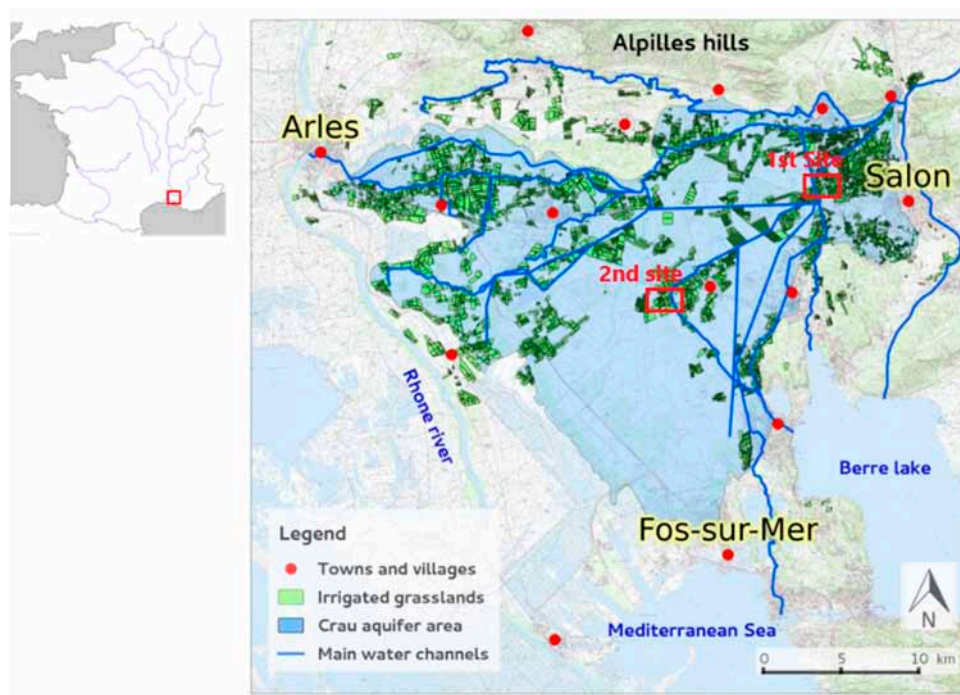 Alpilles hills
Arles
1st Site
Salon
2nd site
Rhone river
Berre lake
Fos-sur-Mer
Legend
Towns and villages
Irrigated grasslands
Crau aquifer area
Main water channels
Mediterranean Sea
N
0 5 10 km